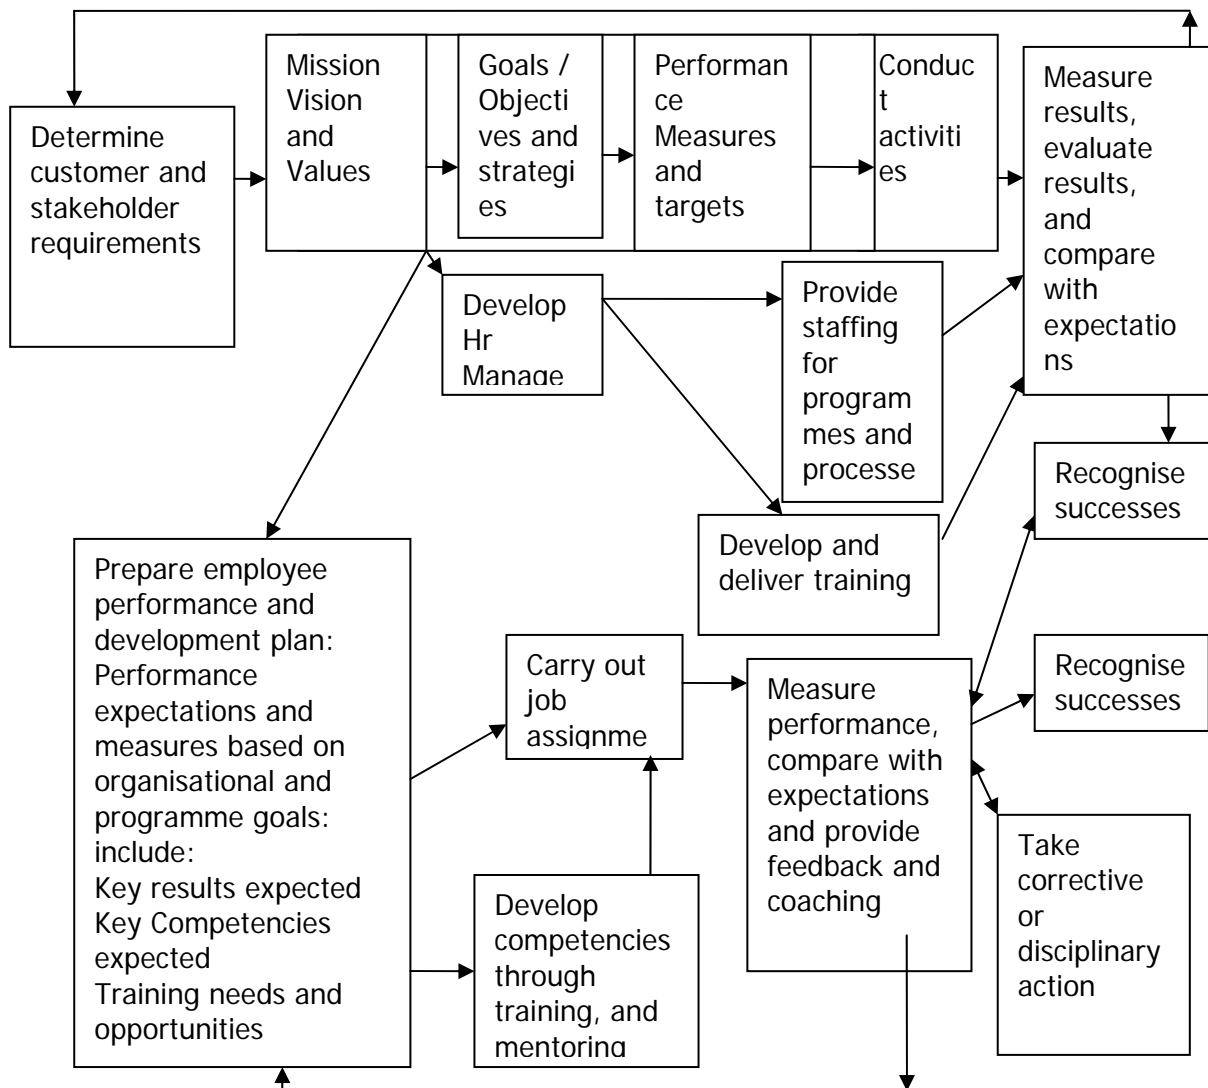 Determine
customer and
stakeholder
requirements
Mission
Vision
and
Values
Goals /
Objecti
ves and
strategi
es
Performan
ce
Measures
and
targets
Conduc
t
activiti
es
Measure
results,
evaluate
results,
and
compare
with
expectatio
ns
Develop
Hr
Manage
Provide
staffing
for
program
mes and
processe
Recognise
successes
Develop and
deliver training
Prepare employee
performance and
development plan:
Performance
expectations and
measures based on
organisational and
programme goals:
include:
Key results expected
Key Competencies
expected
Training needs and
opportunities
Carry out
job
assignme
Measure
performance,
compare with
expectations
and provide
feedback and
coaching
Recognise
successes
Develop
competencies
through
training, and
mentoring
Take
corrective
or
disciplinary
action